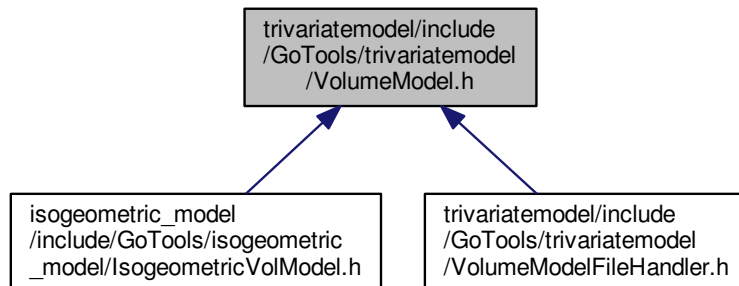 trivariatemodel/include
/GoTools/trivariatemodel
/VolumeModel.h
isogeometric_model
/include/GoTools/isogeometric
_model/IsogeometricVolModel.h
trivariatemodel/include
/GoTools/trivariatemodel
/VolumeModelFileHandler.h